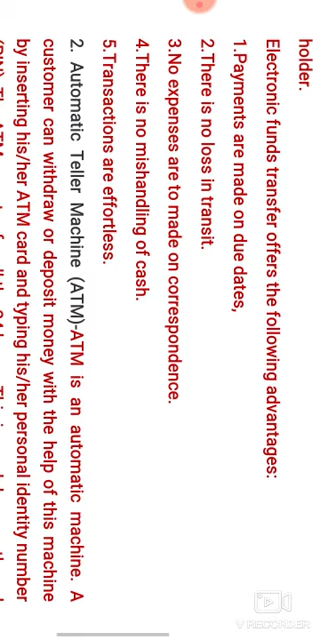 holder.
Electronic funds transfer offers the following advantages:
1.Payments are made on due dates,
2.There is no loss in transit.
3.No expenses are to made on correspondence.
4.There is no mishandling of cash.
5.Transactions are effortless.
2. Automatic Teller Machine (ATM)-ATM is an automatic machine. A
customer can withdraw or deposit money with the help of this machine
by inserting his/her ATM card and typing his/her personal identity number
V RECORDER